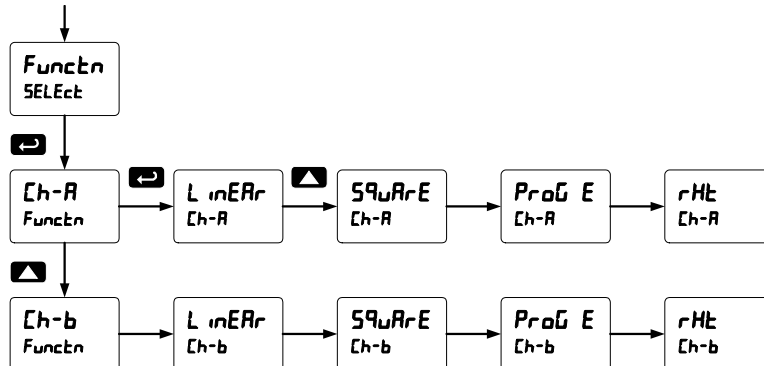 Functn
SELEct
Ch-A
Functn
LinEAr
Ch-A
SquArE
Ch-A
ProG E
Ch-A
rHt
Ch-A
Ch-b
Functn
LinEAr
Ch-b
SquArE
Ch-b
ProG E
Ch-b
rHt
Ch-b